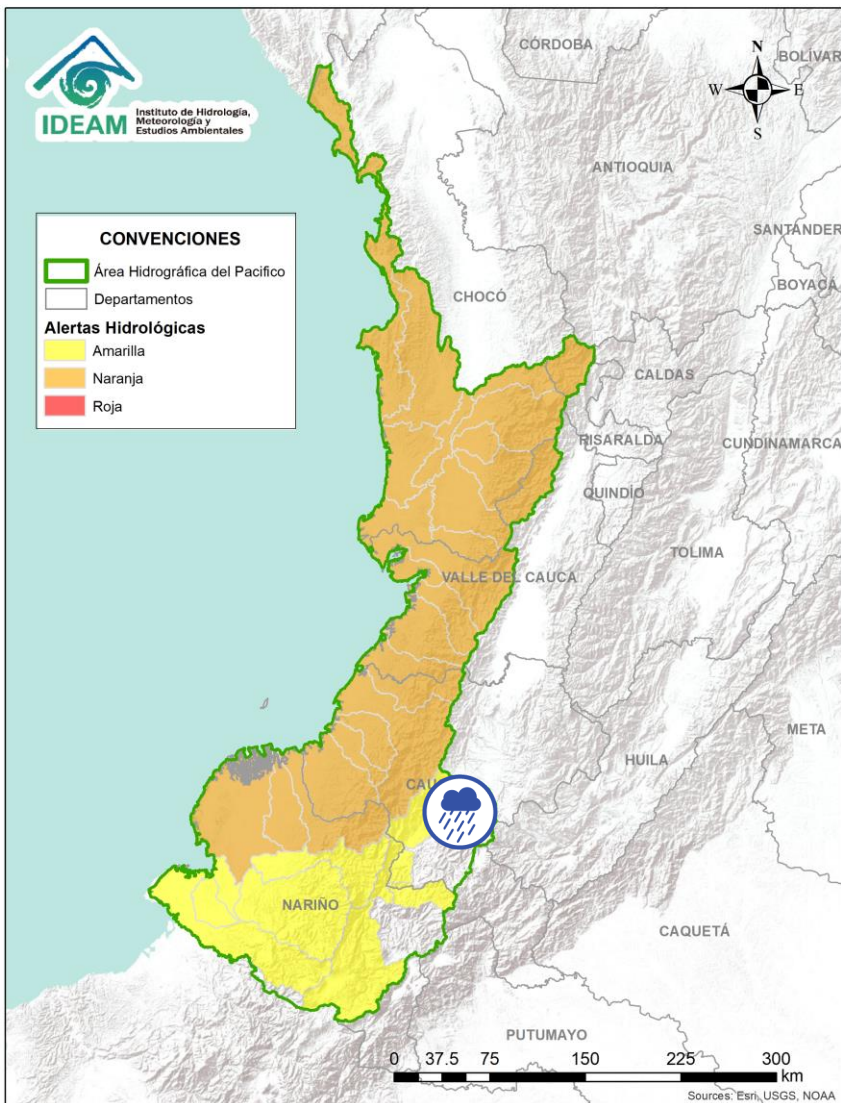 IDEAM
Instituto de Hidrología,
Meteorología y
Estudios Ambientales
CONVENCIONES
Área Hidrográfica del Pacifico
Departamentos
Alertas Hidrológicas
Amarilla
Naranja
Roja
N
W
E
S
CÓRDOBA
BOLÍVAR
ANTIOQUIA
SANTANDER
BOYACÁ
CHOCÓ
CALDAS
RISARALDA
CUNDINAMARCA
QUINDÍO
TOLIMA
VALLE DEL CAUCA
META
HUILA
CAU
NARIÑO
CAQUETÁ
PUTUMAYO
0 37.5 75 150 225 300
km
Sources: Esri, USGS, NOAA